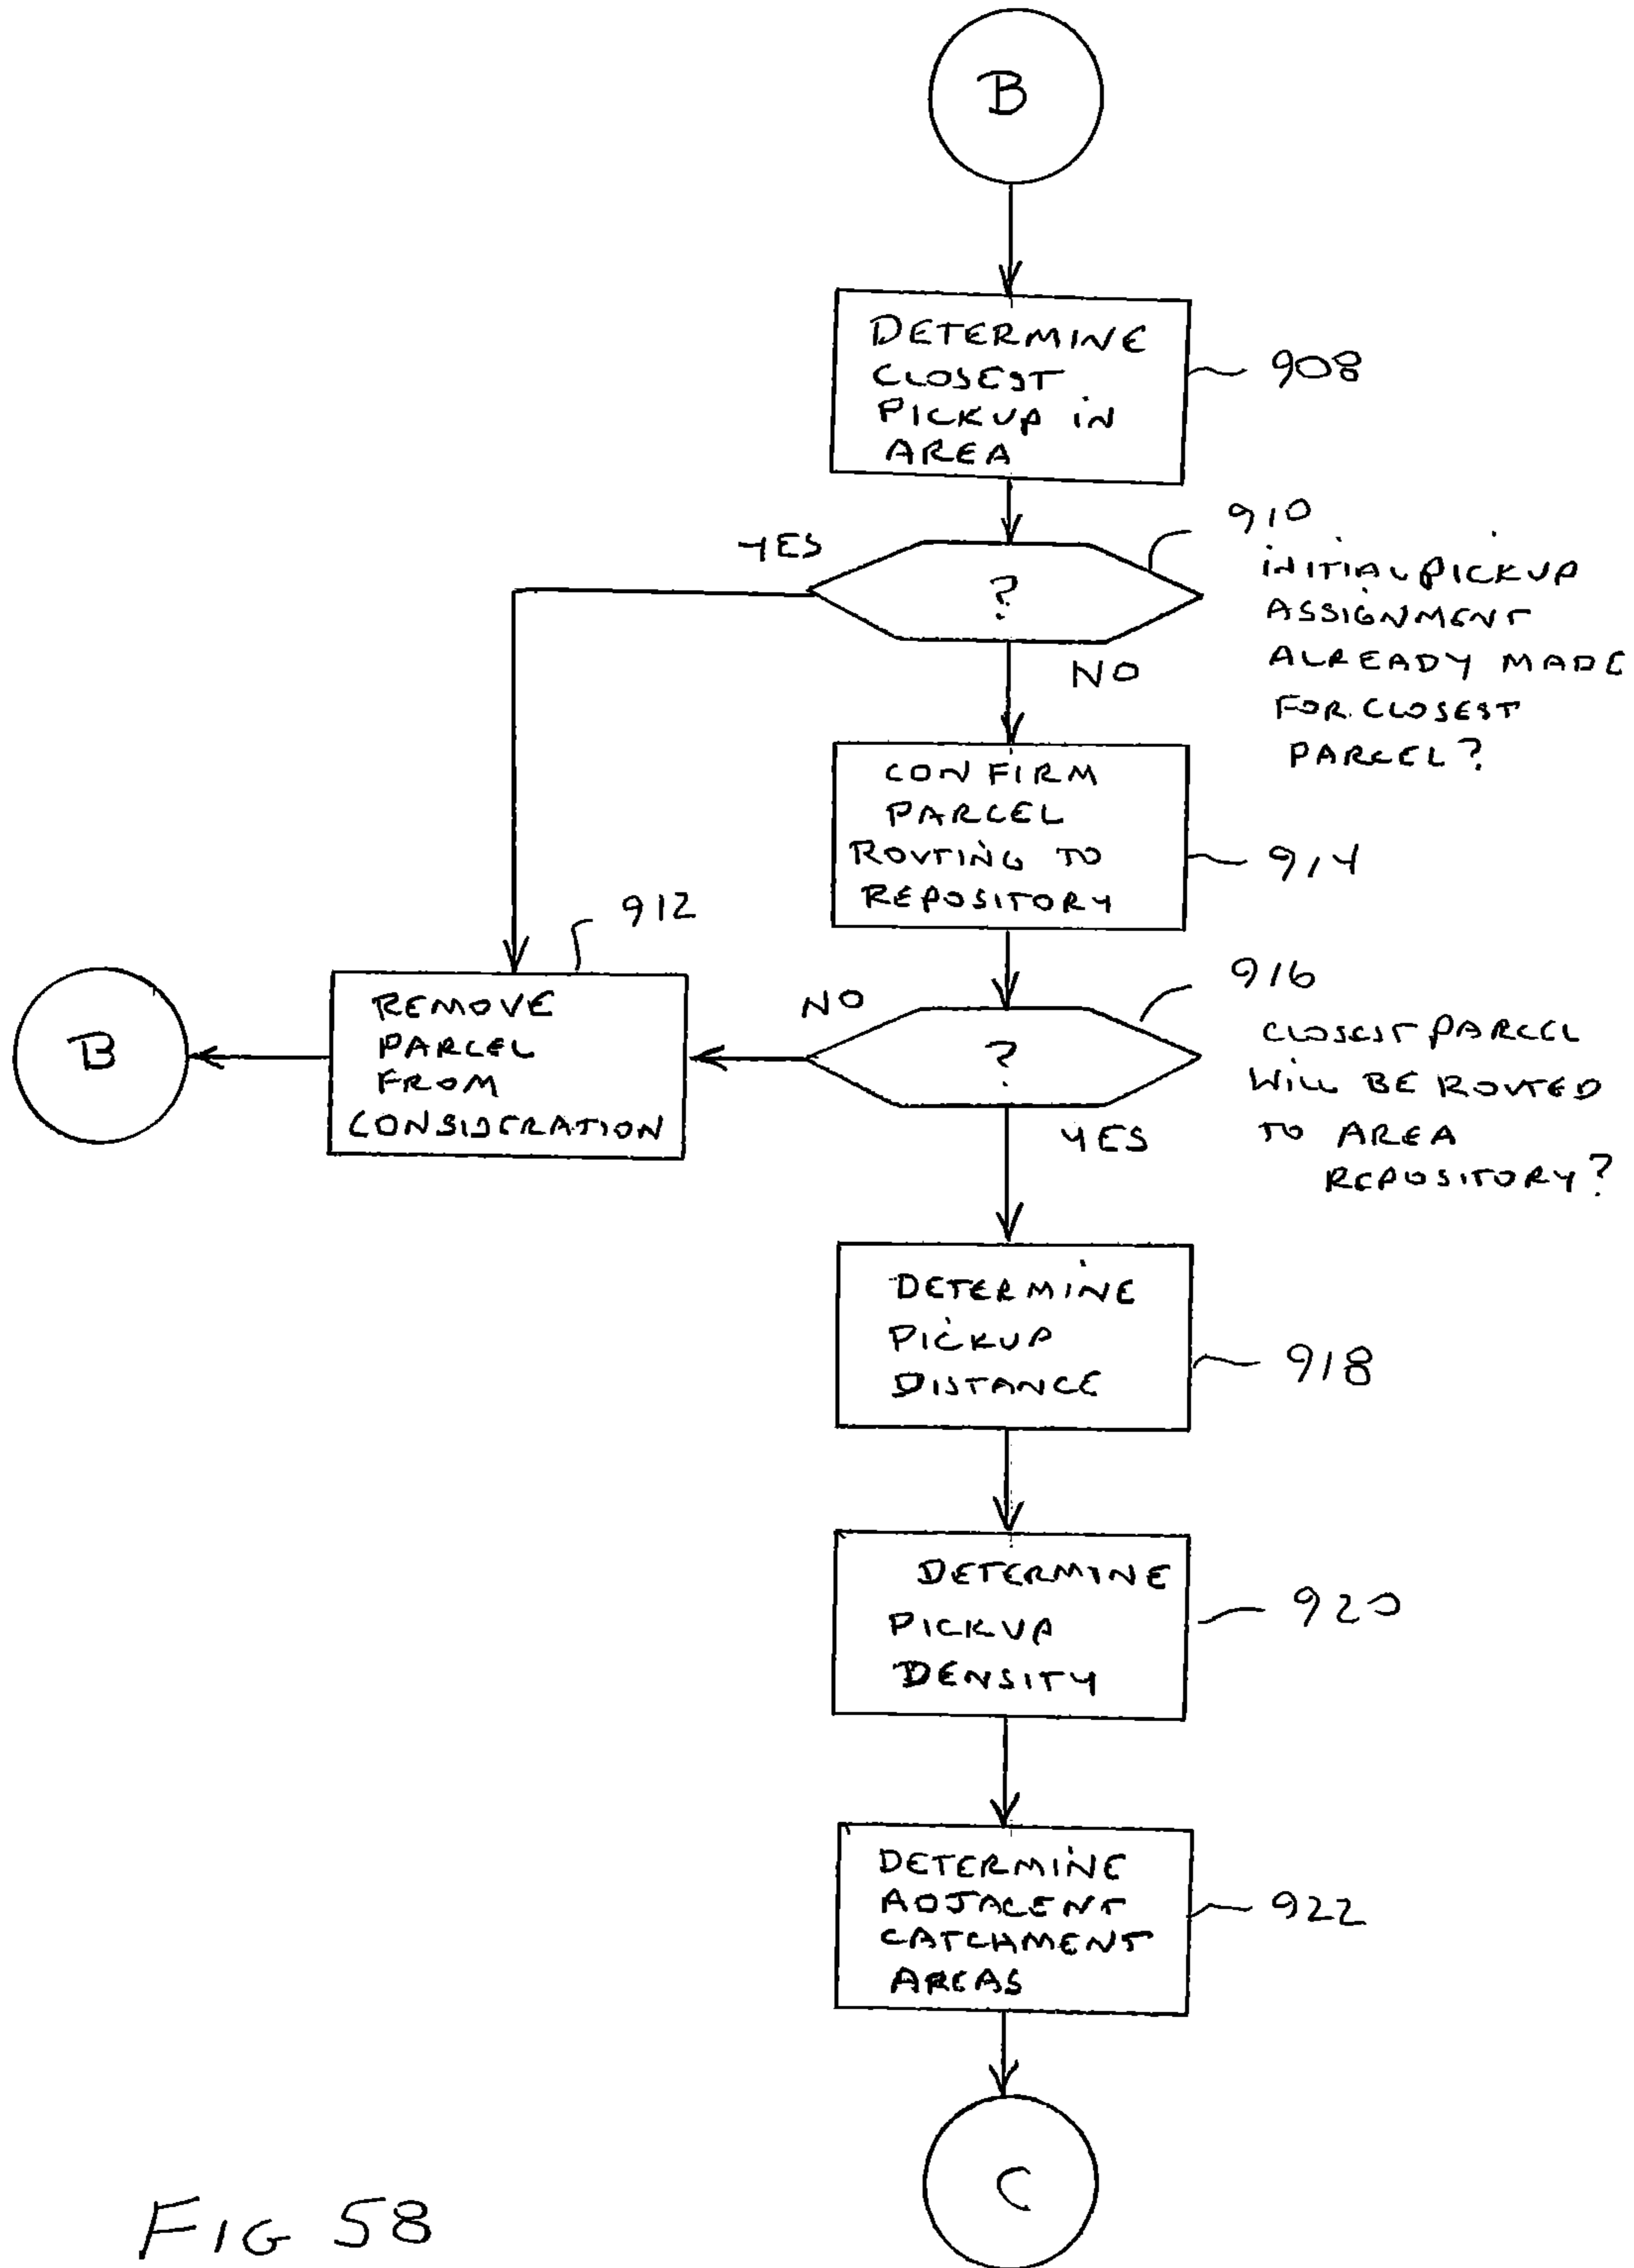 B
DETERMINE
CLOSEST
PICKUP IN
AREA
908
910
INITIAL PICKUP
ASSIGNMENT
ALREADY MADE
FOR CLOSEST
PARCEL?
YES
?
NO
CONFIRM
PARCEL
ROUTING TO
REPOSITORY
914
912
REMOVE
PARCEL
FROM
CONSIDERATION
B
NO
?
YES
916
CLOSEST PARCEL
WILL BE ROUTED
TO AREA
REPOSITORY?
DETERMINE
PICKUP
DISTANCE
918
DETERMINE
PICKUP
DENSITY
920
DETERMINE
ADJACENT
CATCHMENT
AREAS
922
C
FIG 58